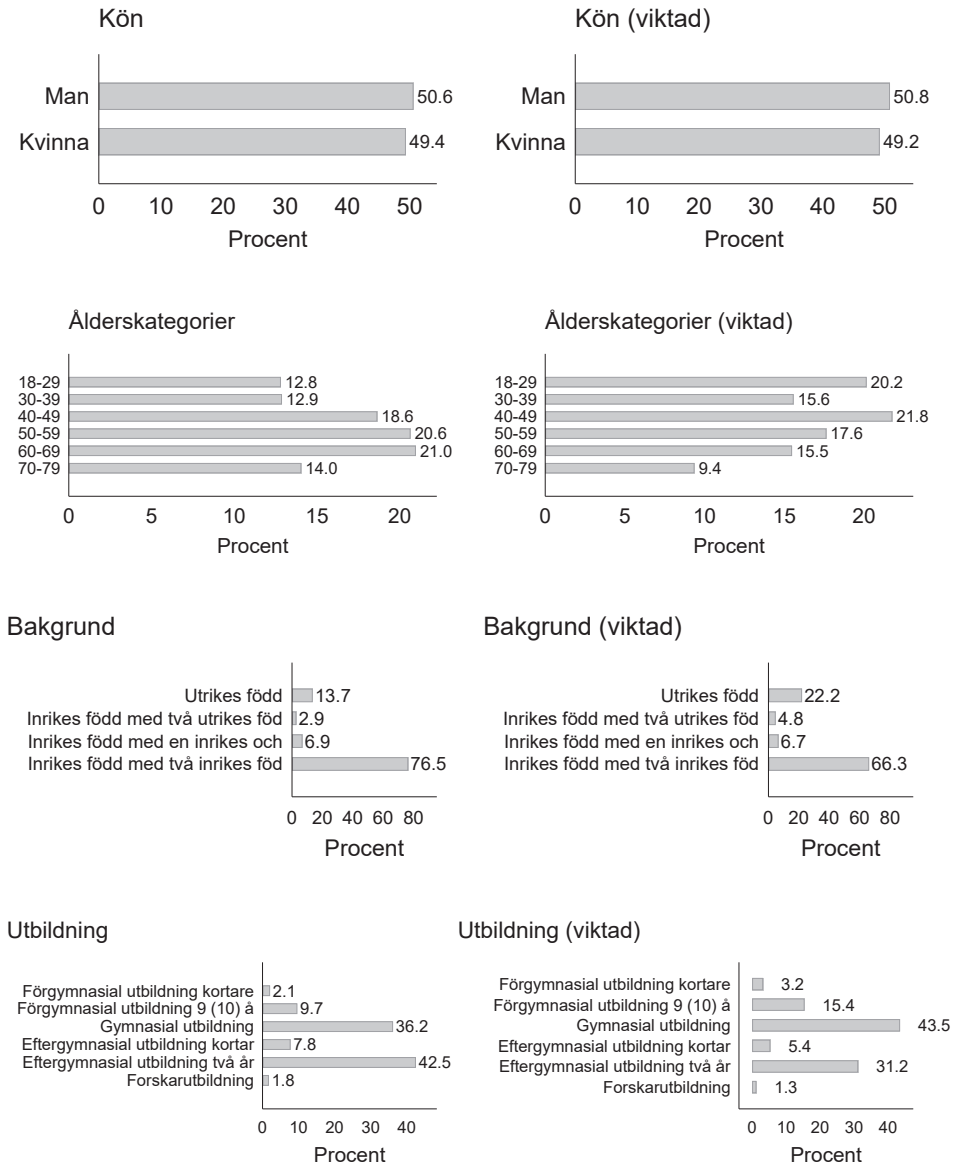 Kön
Man 50.6
Kvinna 49.4
0 10 20 30 40 50
Procent
Kön (viktad)
Man 50.8
Kvinna 49.2
0 10 20 30 40 50
Procent
Ålderskategorier
18-29 12.8
30-39 12.9
40-49 18.6
50-59 20.6
60-69 21.0
70-79 14.0
0 5 10 15 20
Procent
Ålderskategorier (viktad)
18-29 20.2
30-39 15.6
40-49 21.8
50-59 17.6
60-69 15.5
70-79 9.4
0 5 10 15 20
Procent
Bakgrund
Utrikes född 13.7
Inrikes född med två utrikes föd 2.9
Inrikes född med en inrikes och 6.9
Inrikes född med två inrikes föd 76.5
0 20 40 60 80
Procent
Bakgrund (viktad)
Utrikes född 22.2
Inrikes född med två utrikes föd 4.8
Inrikes född med en inrikes och 6.7
Inrikes född med två inrikes föd 66.3
0 20 40 60 80
Procent
Utbildning
Förgymnasial utbildning kortare 2.1
Förgymnasial utbildning 9 (10) å 9.7
Gymnasial utbildning 36.2
Eftergymnasial utbildning kortar 7.8
Eftergymnasial utbildning två år 42.5
Forskarutbildning 1.8
0 10 20 30 40
Procent
Utbildning (viktad)
Förgymnasial utbildning kortare 3.2
Förgymnasial utbildning 9 (10) å 15.4
Gymnasial utbildning 43.5
Eftergymnasial utbildning kortar 5.4
Eftergymnasial utbildning två år 31.2
Forskarutbildning 1.3
0 10 20 30 40
Procent